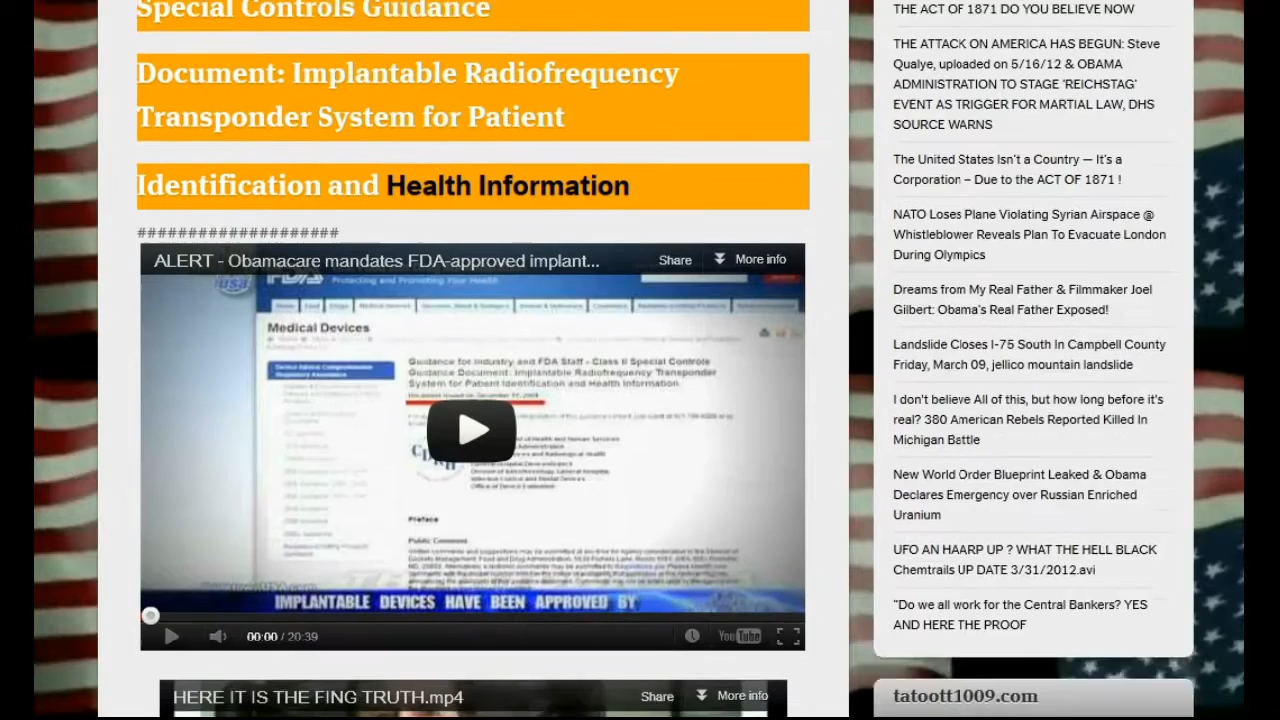 Special Controls Guidance
Document: Implantable Radiofrequency
Transponder System for Patient
Identification and Health Information
####################
ALERT - Obamacare mandates FDA-approved implant...
Share
More info
Medical Devices
Guidance for Industry and FDA Staff - Class II Special Controls
Guidance Document: Implantable Radiofrequency Transponder
System for Patient Identification and Health Information
Preface
Public Comment
IMPLANTABLE DEVICES HAVE BEEN APPROVED BY
00:00 / 20:39
YouTube
HERE IT IS THE FING TRUTH.mp4
Share
More info
THE ACT OF 1871 DO YOU BELIEVE NOW
THE ATTACK ON AMERICA HAS BEGUN: Steve
Qualye, uploaded on 5/16/12 & OBAMA
ADMINISTRATION TO STAGE ‘REICHSTAG’
EVENT AS TRIGGER FOR MARTIAL LAW, DHS
SOURCE WARNS
The United States Isn’t a Country — It’s a
Corporation – Due to the ACT OF 1871 !
NATO Loses Plane Violating Syrian Airspace @
Whistleblower Reveals Plan To Evacuate London
During Olympics
Dreams from My Real Father & Filmmaker Joel
Gilbert: Obama’s Real Father Exposed!
Landslide Closes I-75 South In Campbell County
Friday, March 09, jellico mountain landslide
I don’t believe All of this, but how long before it’s
real? 380 American Rebels Reported Killed In
Michigan Battle
New World Order Blueprint Leaked & Obama
Declares Emergency over Russian Enriched
Uranium
UFO AN HAARP UP ? WHAT THE HELL BLACK
Chemtrails UP DATE 3/31/2012.avi
“Do we all work for the Central Bankers? YES
AND HERE THE PROOF
tatoott1009.com